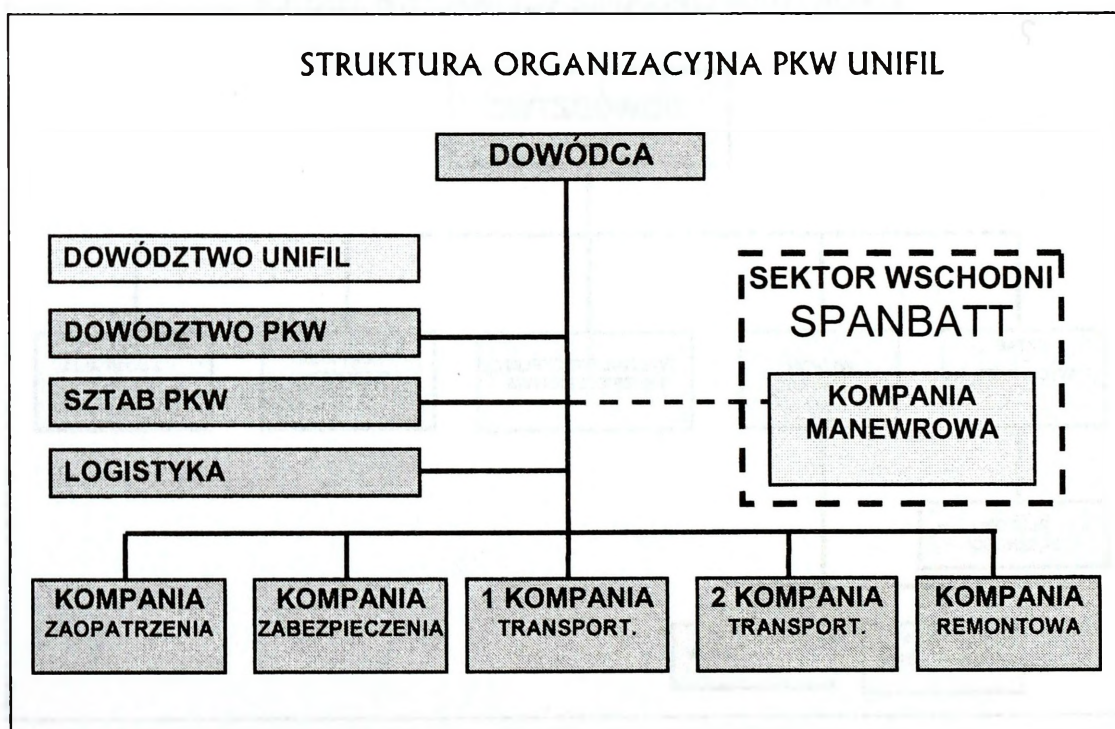 STRUKTURA ORGANIZACYJNA PKW UNIFIL
DOWÓDCA
DOWÓDZTWO UNIFIL
DOWÓDZTWO PKW
SZTAB PKW
LOGISTYKA
SEKTOR WSCHODNI
SPANBATT
KOMPANIA
MANEWROWA
KOMPANIA
ZAOPATRZENIA
KOMPANIA
ZABEZPIECZENIA
1 KOMPANIA
TRANSPORT.
2 KOMPANIA
TRANSPORT.
KOMPANIA
REMONTOWA